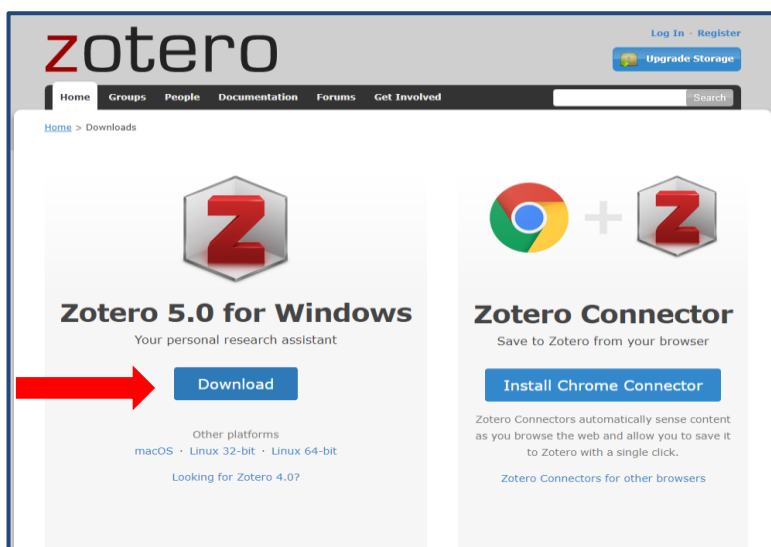 zotero
Log In · Register
Upgrade Storage
Home Groups People Documentation Forums Get Involved
Search
Home > Downloads
Z
Z
Zotero 5.0 for Windows
Your personal research assistant
Download
Other platforms
macOS · Linux 32-bit · Linux 64-bit
Looking for Zotero 4.0?
+
Zotero Connector
Save to Zotero from your browser
Install Chrome Connector
Zotero Connectors automatically sense content
as you browse the web and allow you to save it
to Zotero with a single click.
Zotero Connectors for other browsers